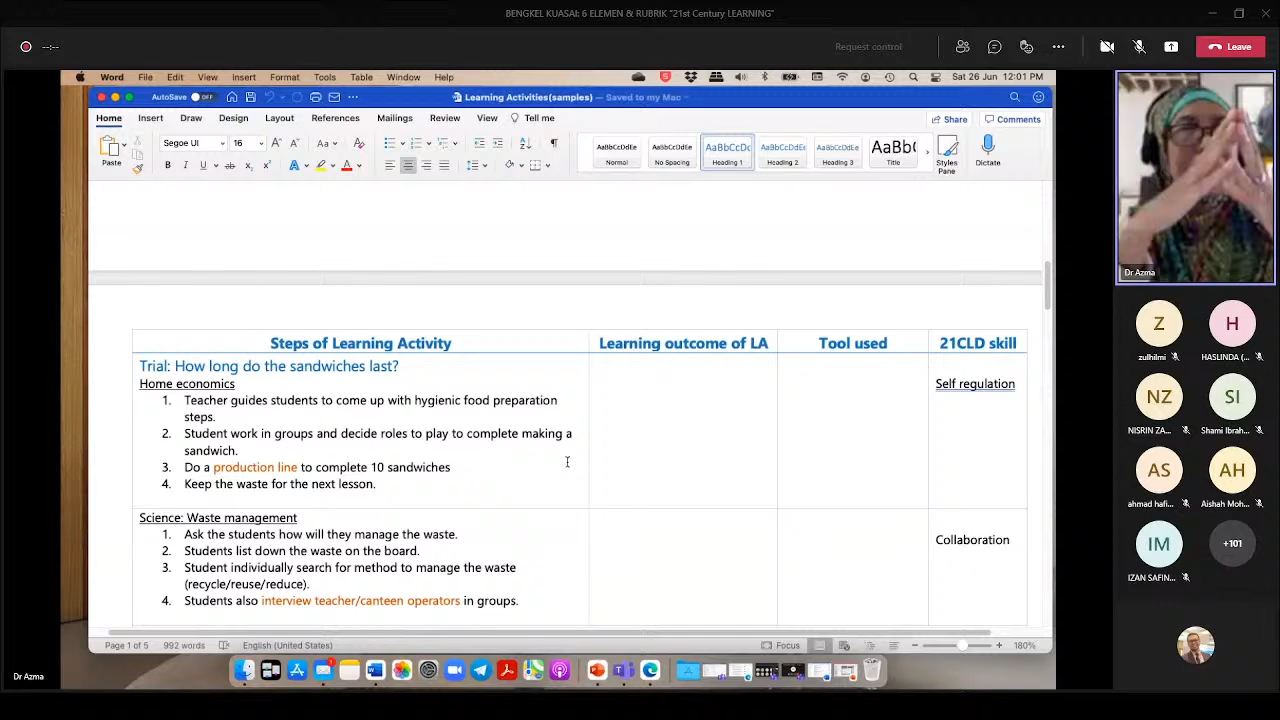 BENGKEL KUASAI: 6 ELEMEN & RUBRIK "21st Century LEARNING"
--:--
Request control
Leave
Word File Edit View Insert Format Tools Table Window Help
Sat 26 Jun 12:01 PM
AutoSave OFF
Learning Activities(samples) — Saved to my Mac
Home Insert Draw Design Layout References Mailings Review View Tell me
Share Comments
Paste
Segoe UI 16
AaBbCcDdEe AaBbCcDdEe AaBbCcDc AaBbCcDdEe AaBbCcDdEe AaBb(
Normal No Spacing Heading 1 Heading 2 Heading 3 Title
Styles Pane
Dictate
Steps of Learning Activity Learning outcome of LA Tool used 21CLD skill
Trial: How long do the sandwiches last?
Home economics Self regulation
1. Teacher guides students to come up with hygienic food preparation
steps.
2. Student work in groups and decide roles to play to complete making a
sandwich.
3. Do a production line to complete 10 sandwiches
4. Keep the waste for the next lesson.
Science: Waste management
1. Ask the students how will they manage the waste. Collaboration
2. Students list down the waste on the board.
3. Student individually search for method to manage the waste
(recycle/reuse/reduce).
4. Students also interview teacher/canteen operators in groups.
Page 1 of 5 992 words English (United States) Focus 180%
Dr Azma
Dr Azma
Z H
zulhilmi HASLINDA (...
NZ SI
NISRIN ZA... Shami Ibrah...
AS AH
ahmad hafi... Aishah Moh...
IM +101
IZAN SAFIN...